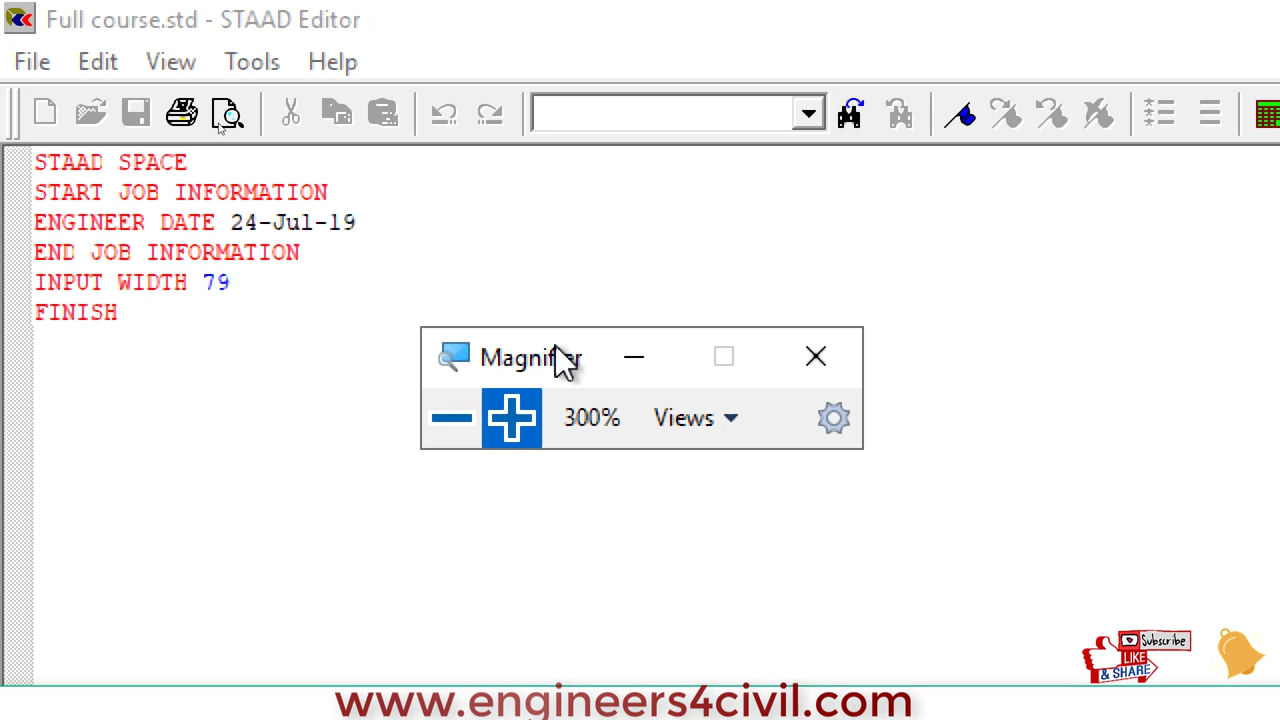 Full course.std - STAAD Editor
File Edit View Tools Help
STAAD SPACE
START JOB INFORMATION
ENGINEER DATE 24-Jul-19
END JOB INFORMATION
INPUT WIDTH 79
FINISH
Magnifier
300% Views
Subscribe
LIKE
& SHARE
www.engineers4civil.com